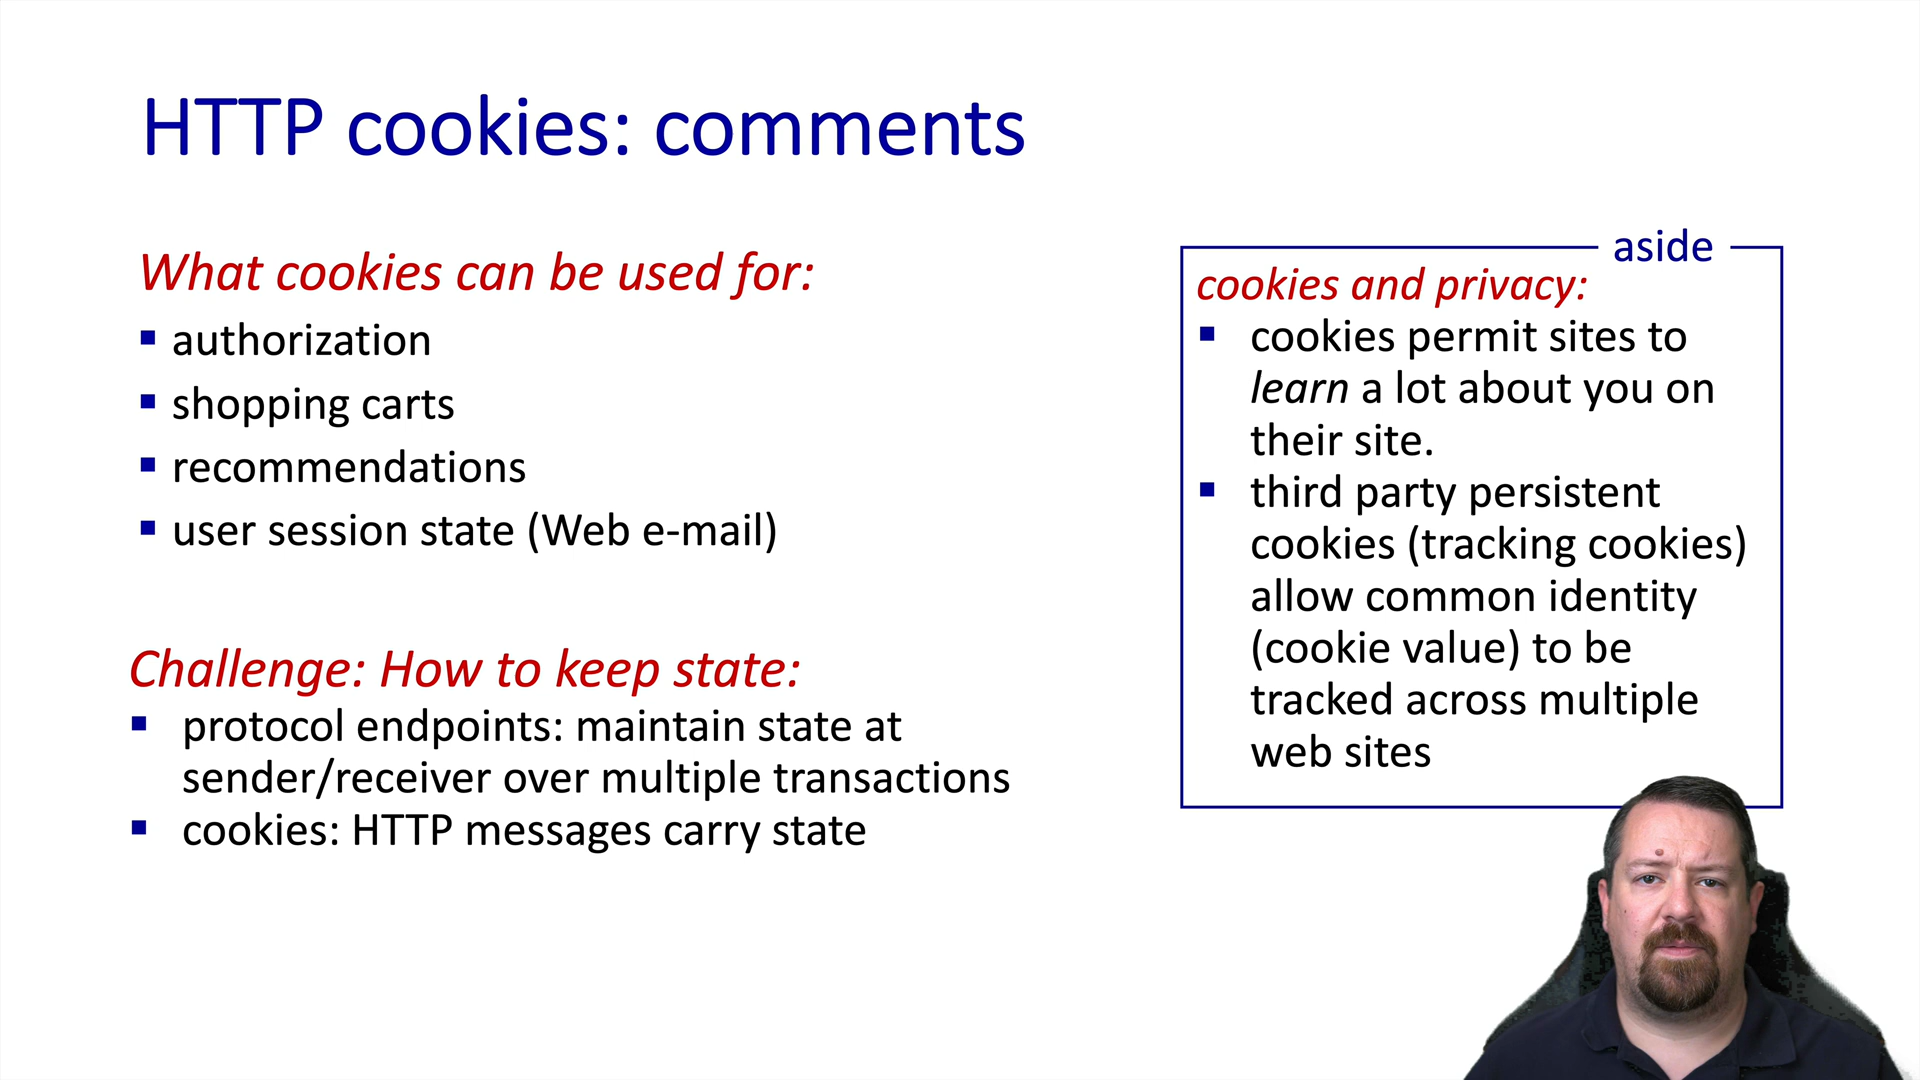 HTTP cookies: comments
What cookies can be used for:
▪ authorization
▪ shopping carts
▪ recommendations
▪ user session state (Web e-mail)
Challenge: How to keep state:
▪ protocol endpoints: maintain state at
sender/receiver over multiple transactions
▪ cookies: HTTP messages carry state
aside
cookies and privacy:
▪ cookies permit sites to
learn a lot about you on
their site.
▪ third party persistent
cookies (tracking cookies)
allow common identity
(cookie value) to be
tracked across multiple
web sites